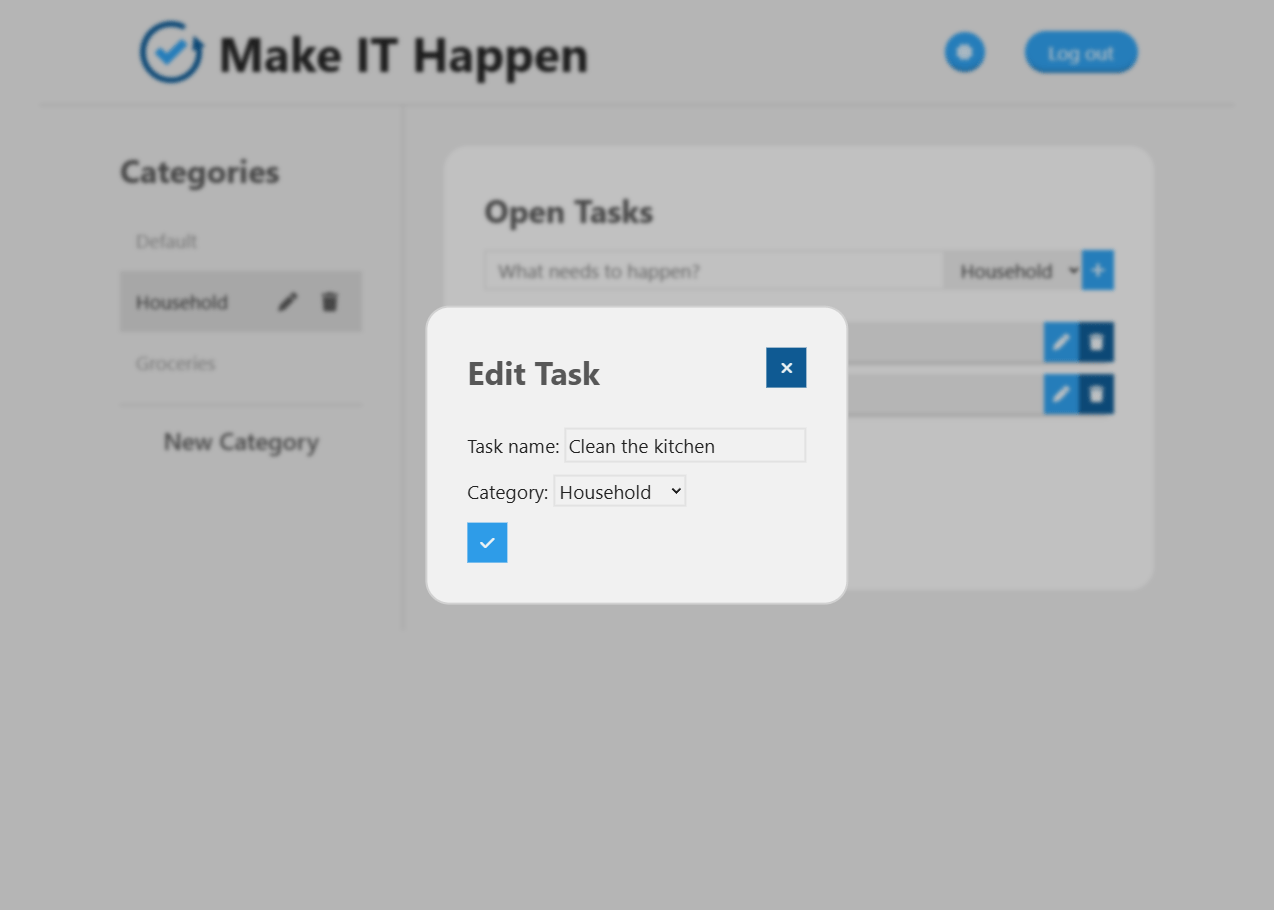 Make IT Happen
Log out
Categories
Default
Household
Groceries
New Category
Open Tasks
What needs to happen? Household
Edit Task
Task name: Clean the kitchen
Category: Household